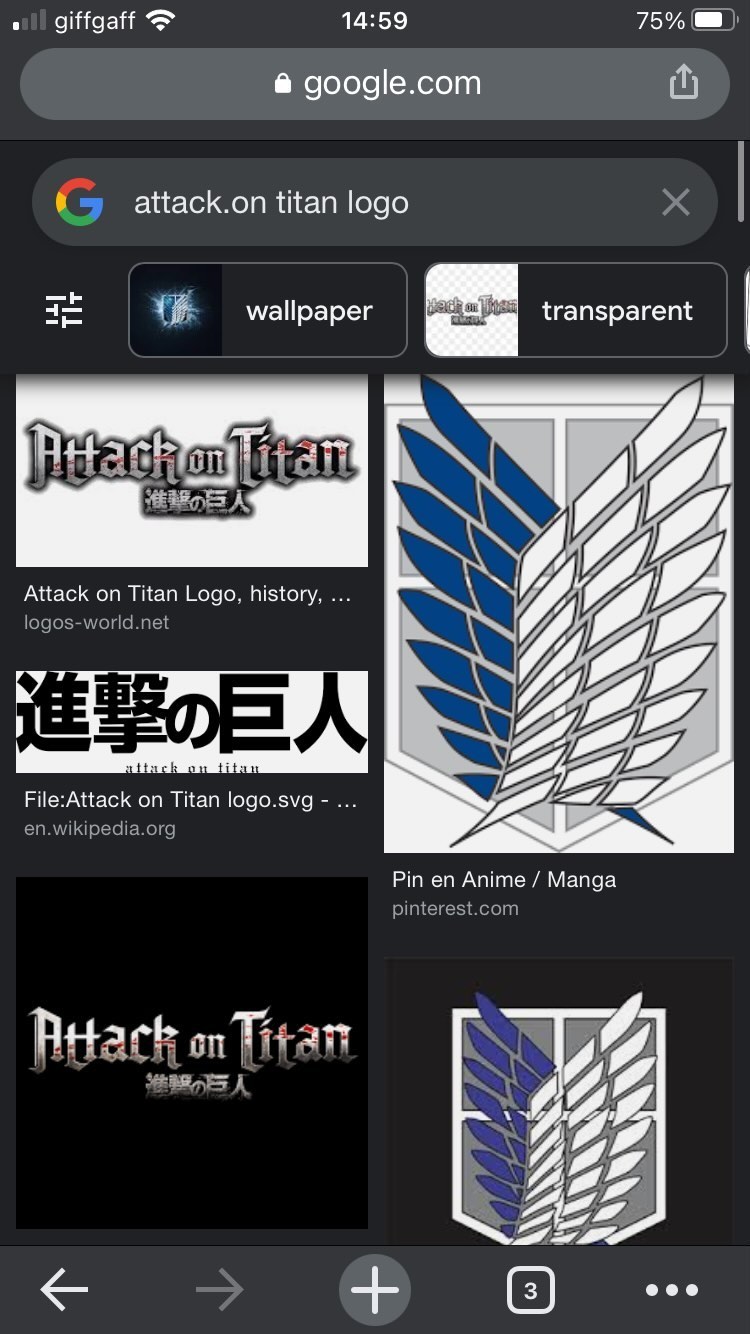 giffgaff
14:59
75%
google.com
attack.on titan logo
wallpaper
Attack on Titan
transparent
Attack on Titan
進撃の巨人
Attack on Titan Logo, history, ...
logos-world.net
進撃の巨人
attack on titan
File:Attack on Titan logo.svg - ...
en.wikipedia.org
Attack on Titan
進撃の巨人
Pin en Anime / Manga
pinterest.com
3